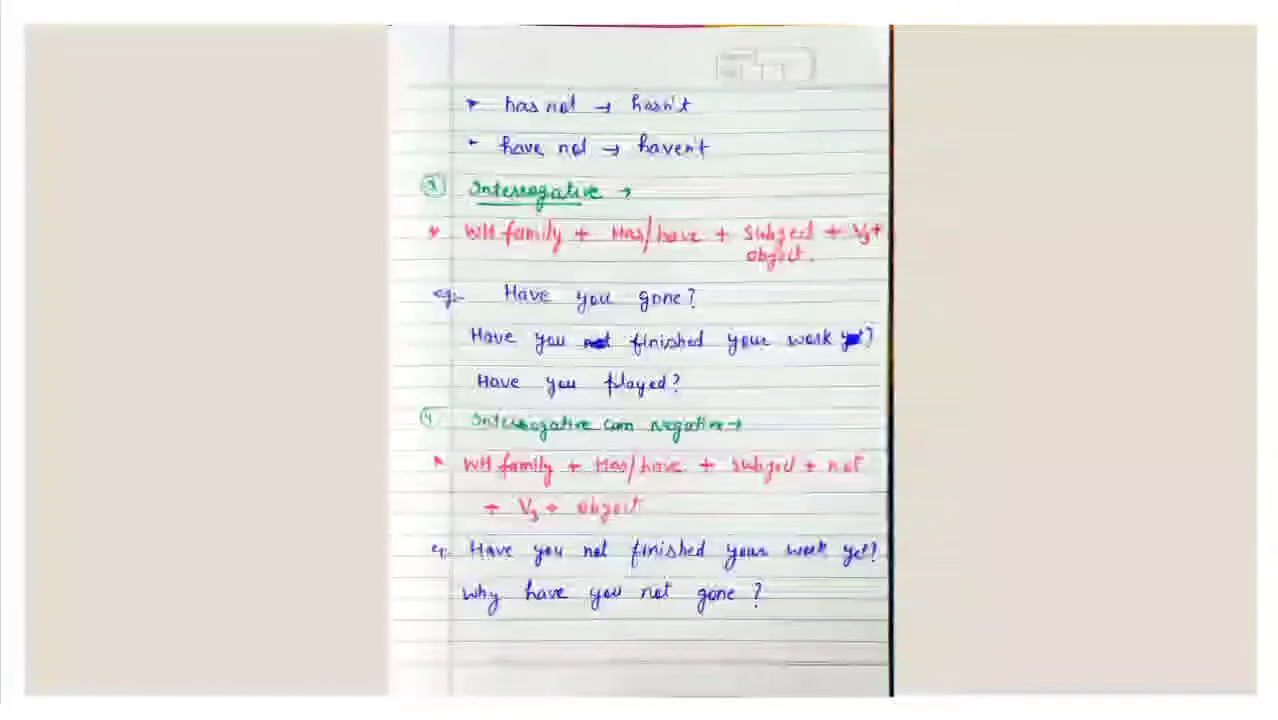 * has not → hasn't
* have not → haven't
③ Interrogative →
* WH family + Has/have + Subject + V3 +
object.
eg:- Have you gone?
Have you not finished your work yet?
Have you played?
④ Interrogative cum negative →
* WH family + Has/have + subject + not
+ V3 + object
eg:- Have you not finished your work yet?
Why have you not gone?